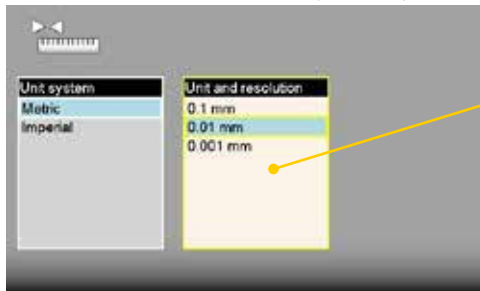 Unit system
Metric
Imperial
Unit and resolution
0.1 mm
0.01 mm
0.001 mm